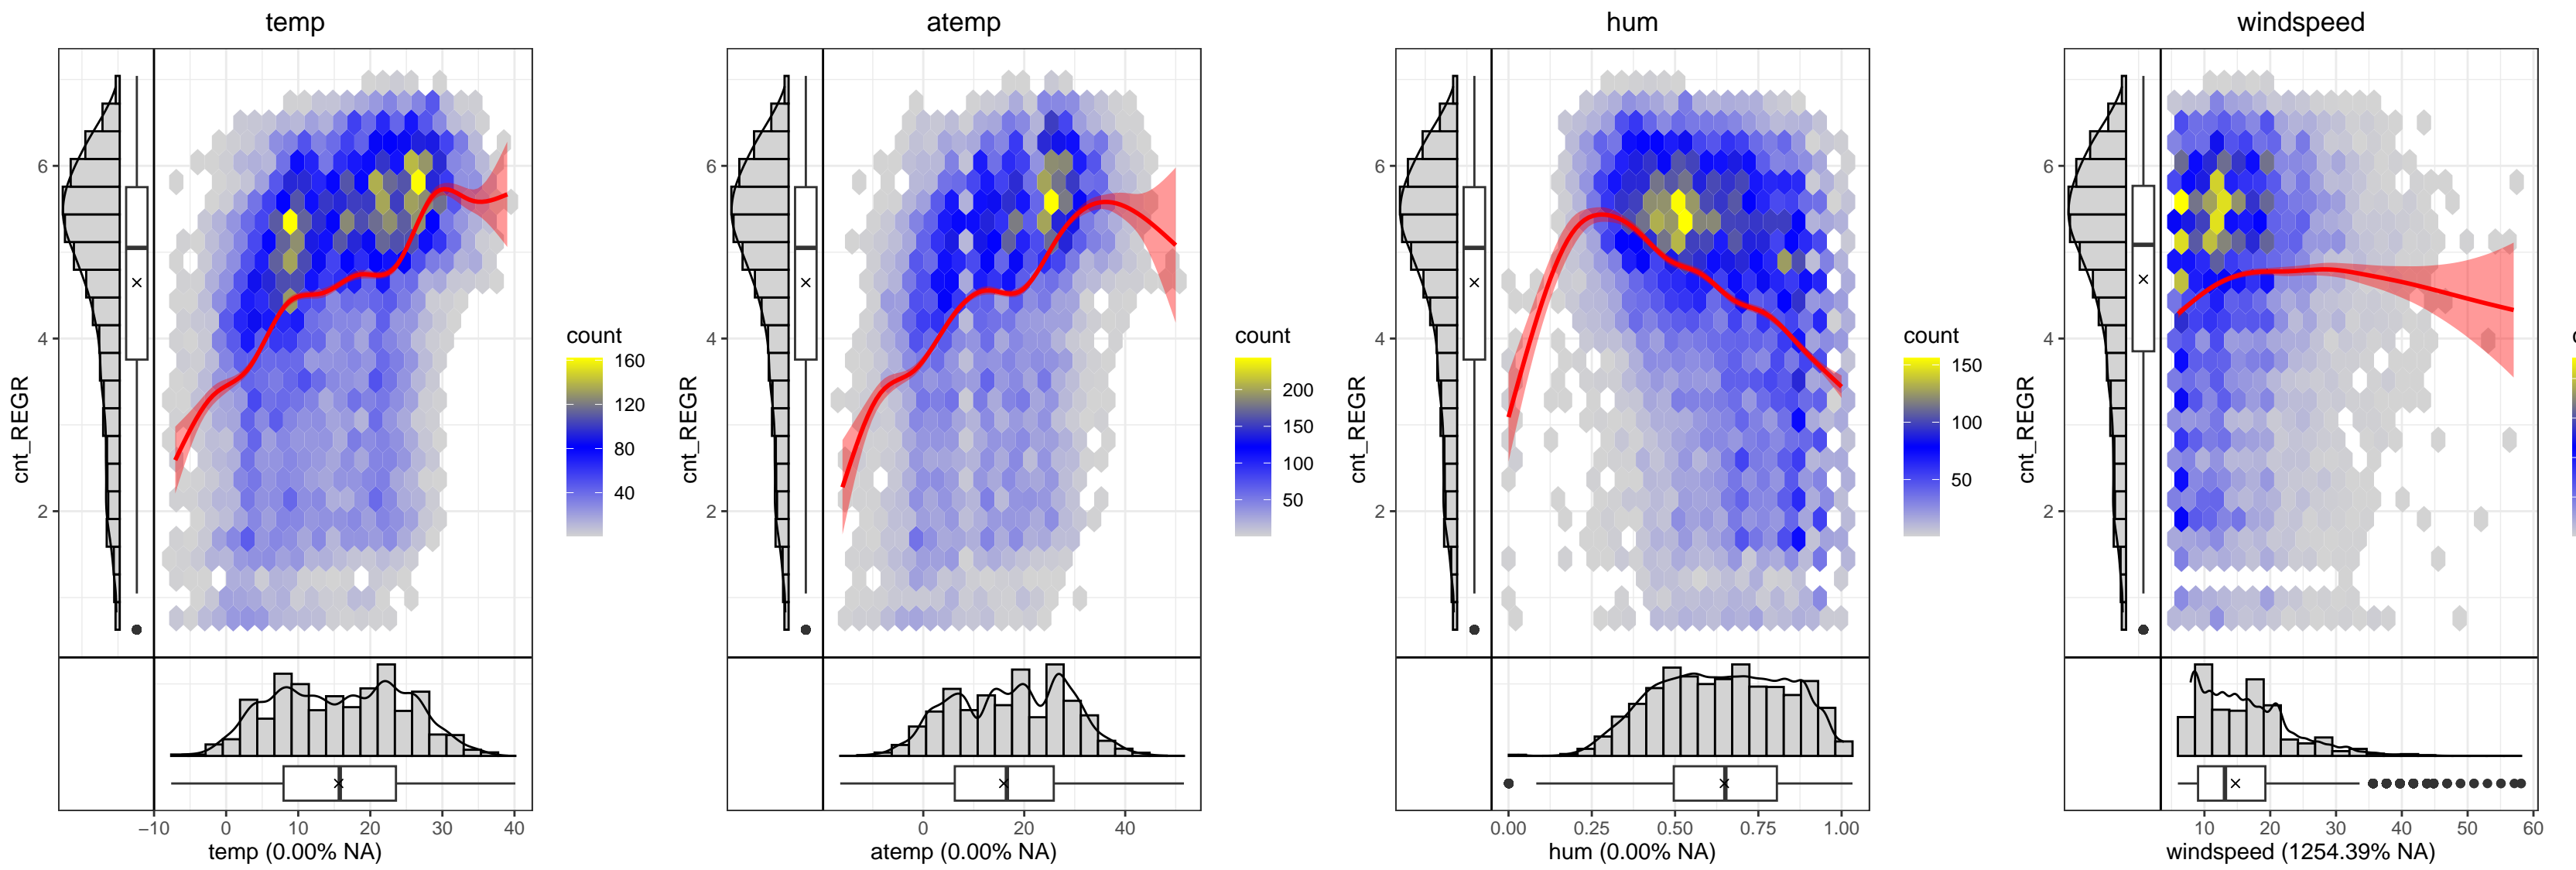 temp
atemp
hum
windspeed
cnt_REGR
6
4
2
count
160
120
80
40
−10
0
10
20
30
40
temp (0.00% NA)
cnt_REGR
6
4
2
count
200
150
100
50
0
20
40
atemp (0.00% NA)
cnt_REGR
6
4
2
count
150
100
50
0.00
0.25
0.50
0.75
1.00
hum (0.00% NA)
cnt_REGR
6
4
2
10
20
30
40
50
60
windspeed (1254.39% NA)